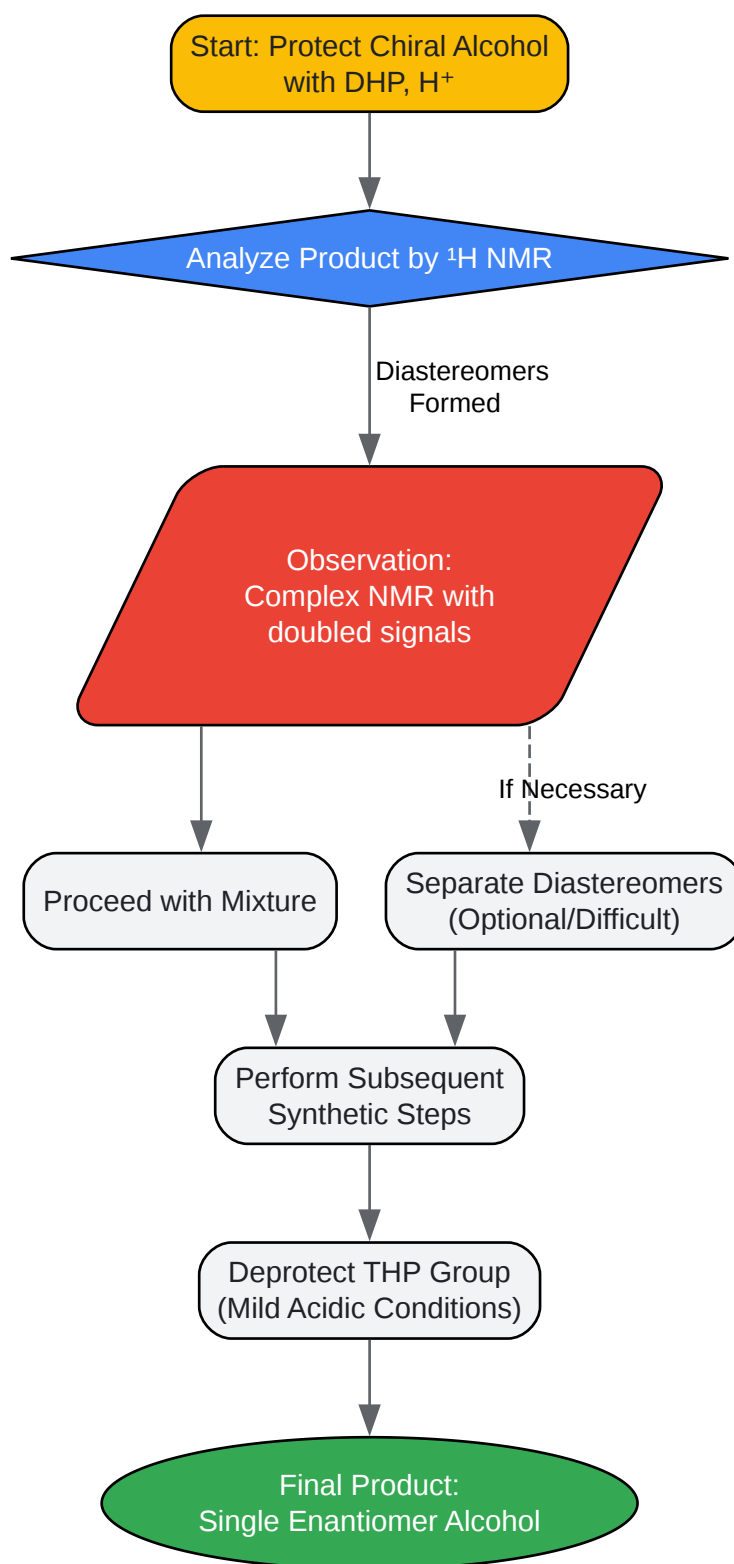 Start: Protect Chiral Alcohol
with DHP, H⁺
Analyze Product by ¹H NMR
Diastereomers
Formed
Observation:
Complex NMR with
doubled signals
If Necessary
Proceed with Mixture
Separate Diastereomers
(Optional/Difficult)
Perform Subsequent
Synthetic Steps
Deprotect THP Group
(Mild Acidic Conditions)
Final Product:
Single Enantiomer Alcohol